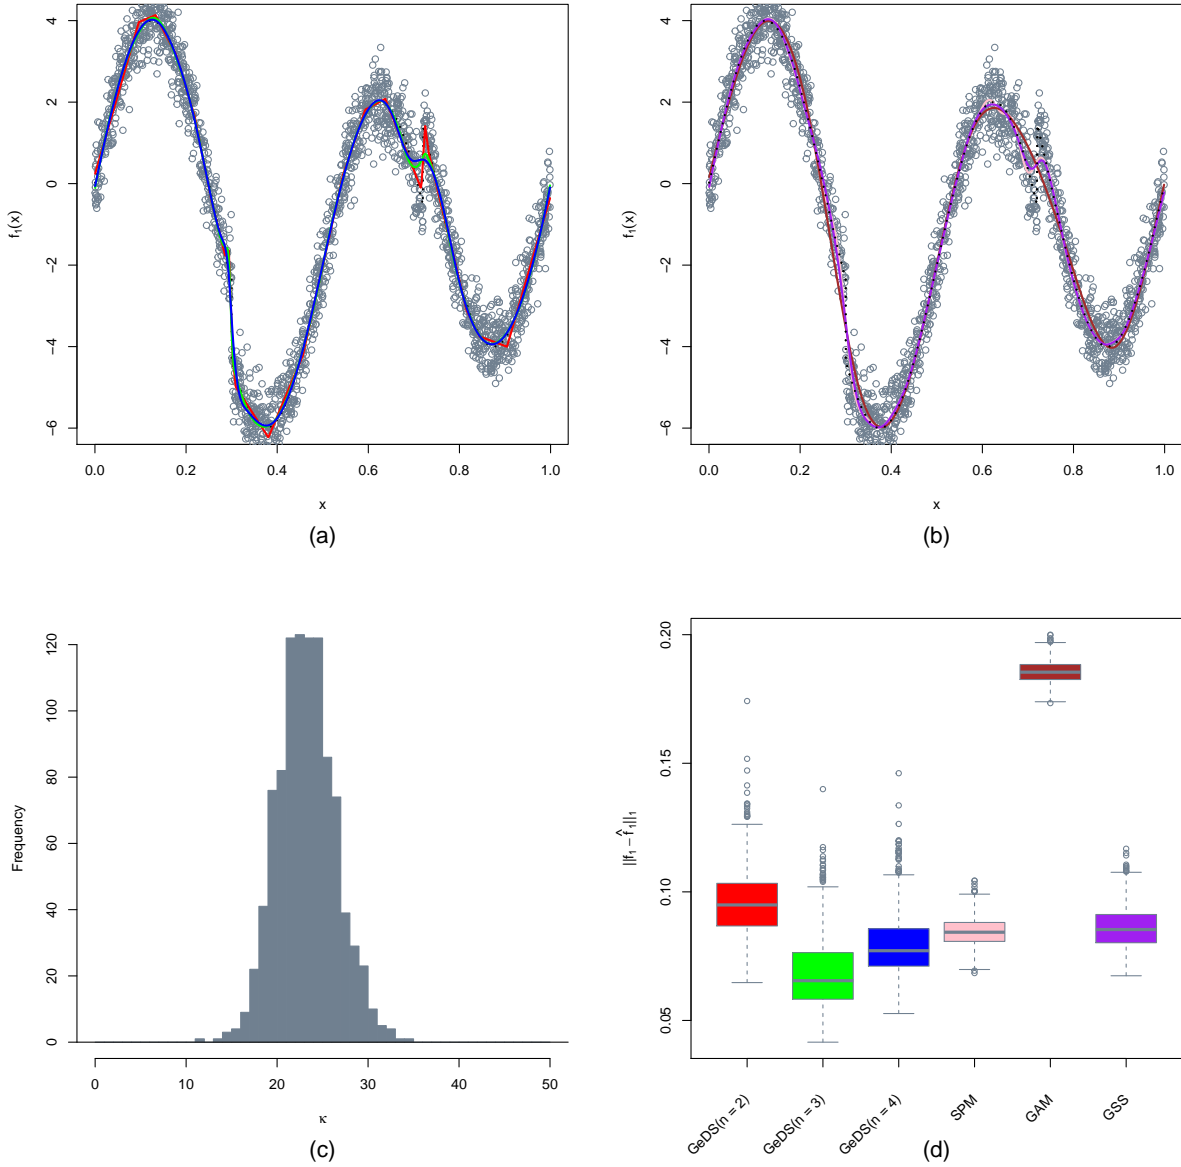 4
2
0
-2
-4
-6
f₁(x)
0.0 0.2 0.4 0.6 0.8 1.0
x
(a)
4
2
0
-2
-4
-6
f₁(x)
0.0 0.2 0.4 0.6 0.8 1.0
x
(b)
120
100
80
60
40
20
0
Frequency
0 10 20 30 40 50
κ
(c)
0.20
0.15
0.10
0.05
||f₁ − f̂₁||₁
GeDS(n = 2) GeDS(n = 3) GeDS(n = 4) SPM GAM GSS
(d)